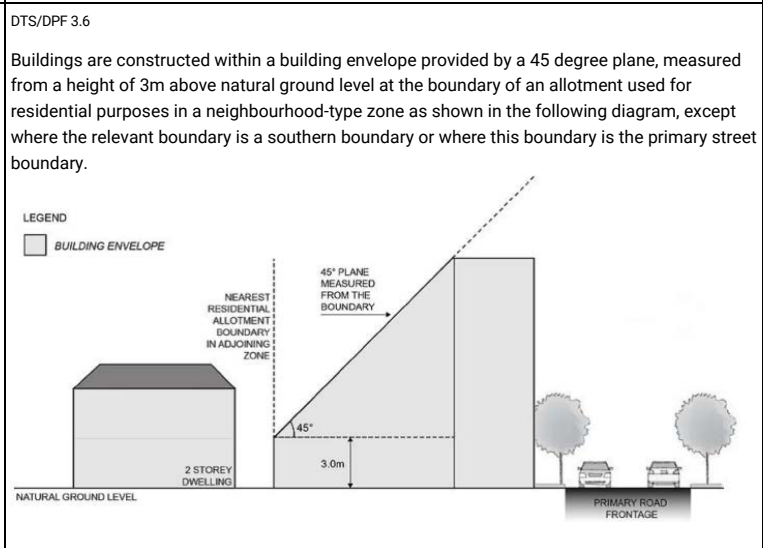 DTS/DPF 3.6
Buildings are constructed within a building envelope provided by a 45 degree plane, measured
from a height of 3m above natural ground level at the boundary of an allotment used for
residential purposes in a neighbourhood-type zone as shown in the following diagram, except
where the relevant boundary is a southern boundary or where this boundary is the primary street
boundary.
LEGEND
BUILDING ENVELOPE
45° PLANE
MEASURED
FROM THE
BOUNDARY
NEAREST
RESIDENTIAL
ALLOTMENT
BOUNDARY
IN ADJOINING
ZONE
45°
3.0m
2 STOREY
DWELLING
NATURAL GROUND LEVEL
PRIMARY ROAD
FRONTAGE